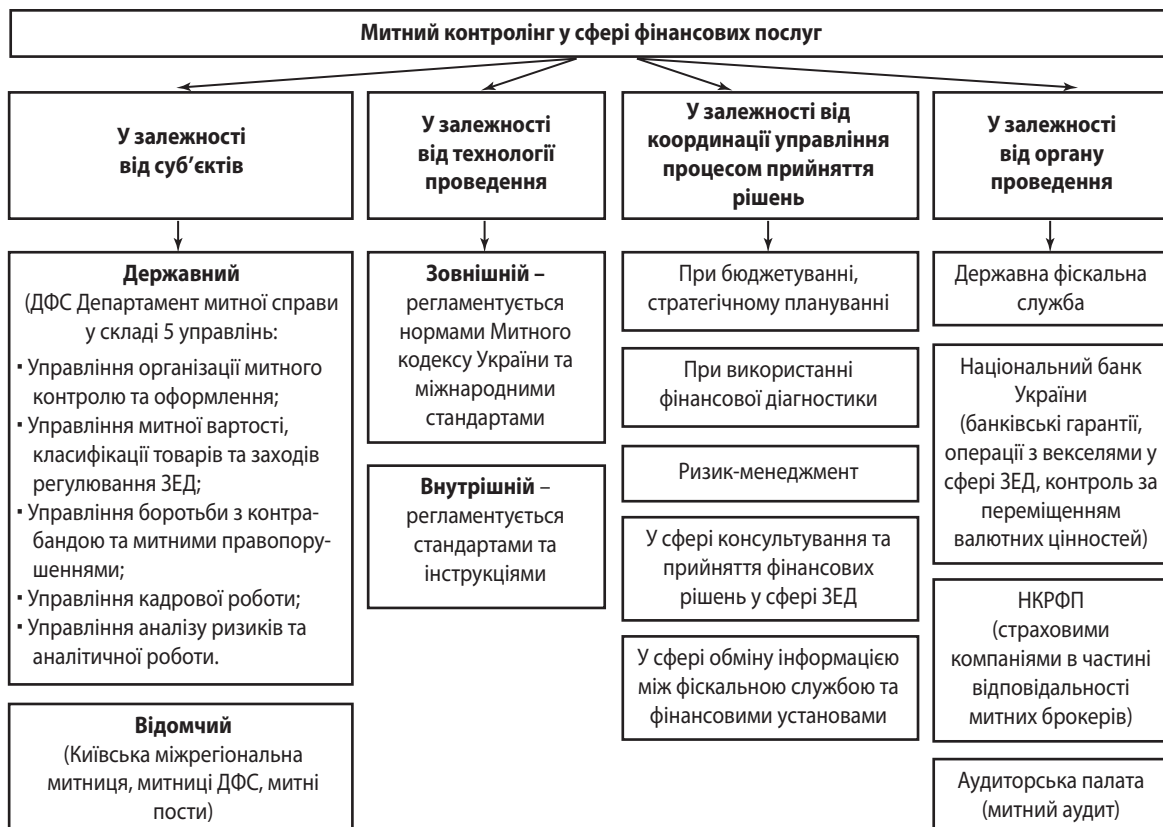 Митний контролінг у сфері фінансових послуг
У залежності
від суб’єктів
Державний
(ДФС Департамент митної справи
у складі 5 управлінь:
· Управління організації митного
контролю та оформлення;
· Управління митної вартості,
класифікації товарів та заходів
регулювання ЗЕД;
· Управління боротьби з контра-
бандою та митними правопору-
шеннями;
· Управління кадрової роботи;
· Управління аналізу ризиків та
аналітичної роботи.
Відомчий
(Київська міжрегіональна
митниця, митниці ДФС, митні
пости)
У залежності
від технології
проведення
Зовнішній –
регламентується
нормами Митного
кодексу України та
міжнародними
стандартами
Внутрішній –
регламентується
стандартами та
інструкціями
У залежності від
координації управління
процесом прийняття
рішень
При бюджетуванні,
стратегічному плануванні
При використанні
фінансової діагностики
Ризик-менеджмент
У сфері консультування та
прийняття фінансових
рішень у сфері ЗЕД
У сфері обміну інформацією
між фіскальною службою та
фінансовими установами
У залежності
від органу
проведення
Державна фіскальна
служба
Національний банк
України
(банківські гарантії,
операції з векселями у
сфері ЗЕД, контроль за
переміщенням
валютних цінностей)
НКРФП
(страховими
компаніями в частині
відповідальності
митних брокерів)
Аудиторська палата
(митний аудит)